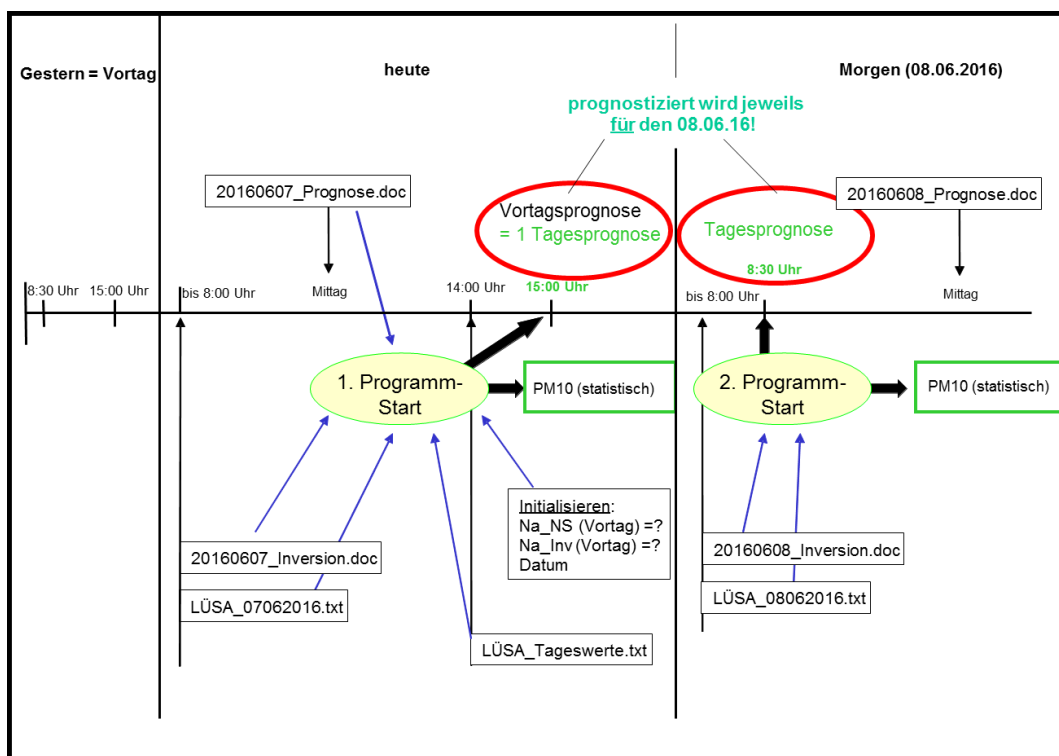 Gestern = Vortag
heute
Morgen (08.06.2016)
prognostiziert wird jeweils
für den 08.06.16!
20160607_Prognose.doc
Vortagsprognose
= 1 Tagesprognose
Tagesprognose
8:30 Uhr
20160608_Prognose.doc
8:30 Uhr
15:00 Uhr
bis 8:00 Uhr
Mittag
14:00 Uhr
15:00 Uhr
bis 8:00 Uhr
Mittag
1. Programm-
Start
PM10 (statistisch)
2. Programm-
Start
PM10 (statistisch)
Initialisieren:
Na_NS (Vortag) =?
Na_Inv (Vortag) =?
Datum
20160607_Inversion.doc
LÜSA_07062016.txt
LÜSA_Tageswerte.txt
20160608_Inversion.doc
LÜSA_08062016.txt